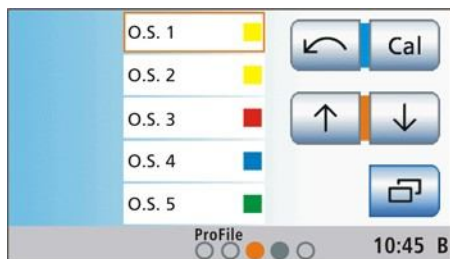 O.S. 1
O.S. 2
O.S. 3
O.S. 4
O.S. 5
Cal
ProFile
10:45 B